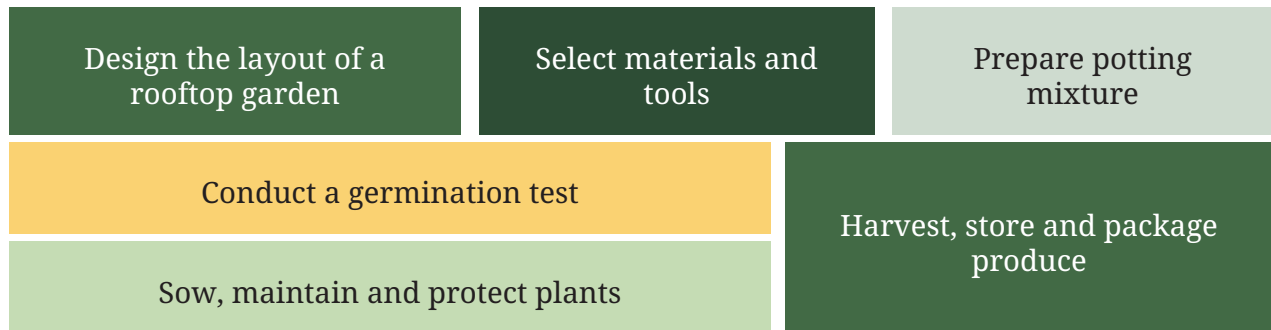 Design the layout of a
rooftop garden
Select materials and
tools
Prepare potting
mixture
Conduct a germination test
Harvest, store and package
produce
Sow, maintain and protect plants